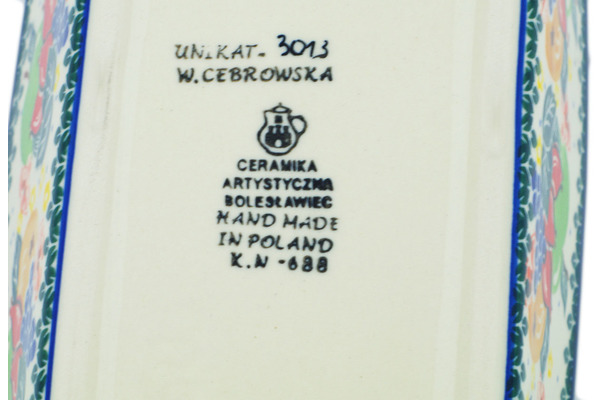 UNIKAT- 3013
W. CEBROWSKA
CERAMIKA
ARTYSTYCZNA
BOLESŁAWIEC
HAND MADE
IN POLAND
K.N -688